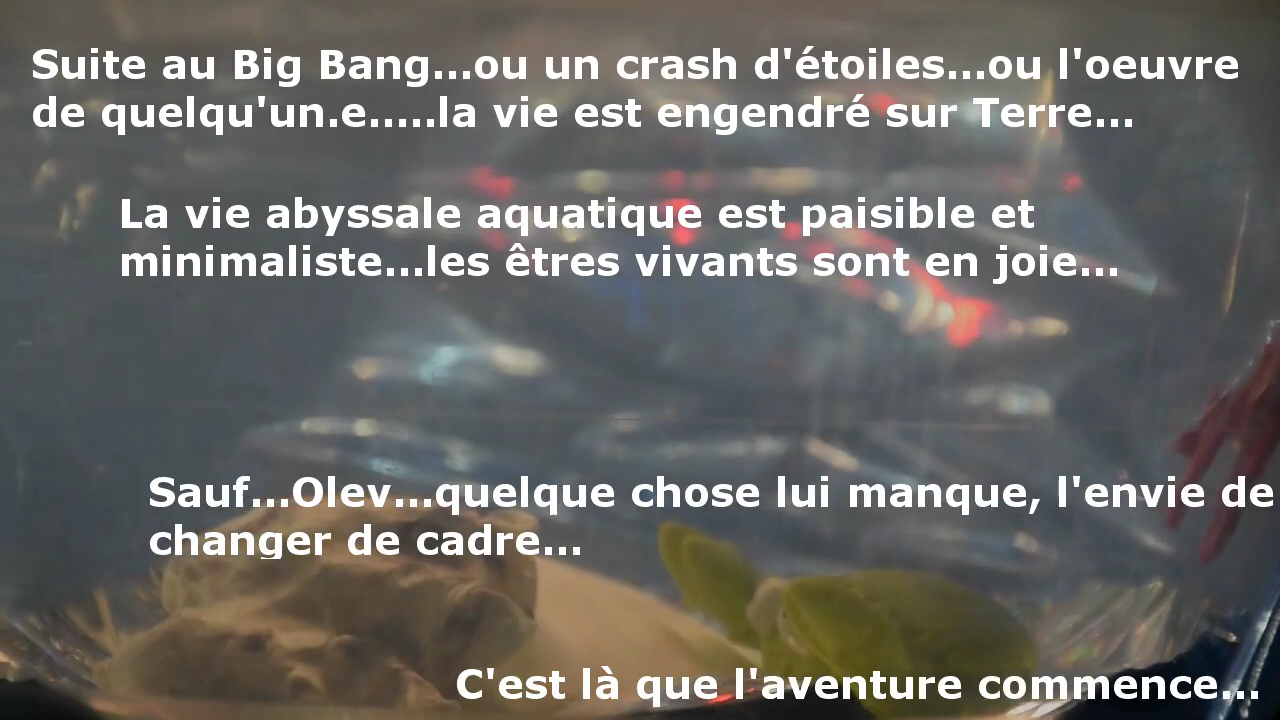 Suite au Big Bang...ou un crash d'étoiles...ou l'oeuvre
de quelqu'un.e.....la vie est engendré sur Terre...
La vie abyssale aquatique est paisible et
minimaliste...les êtres vivants sont en joie...
Sauf...Olev...quelque chose lui manque, l'envie de
changer de cadre...
C'est là que l'aventure commence...